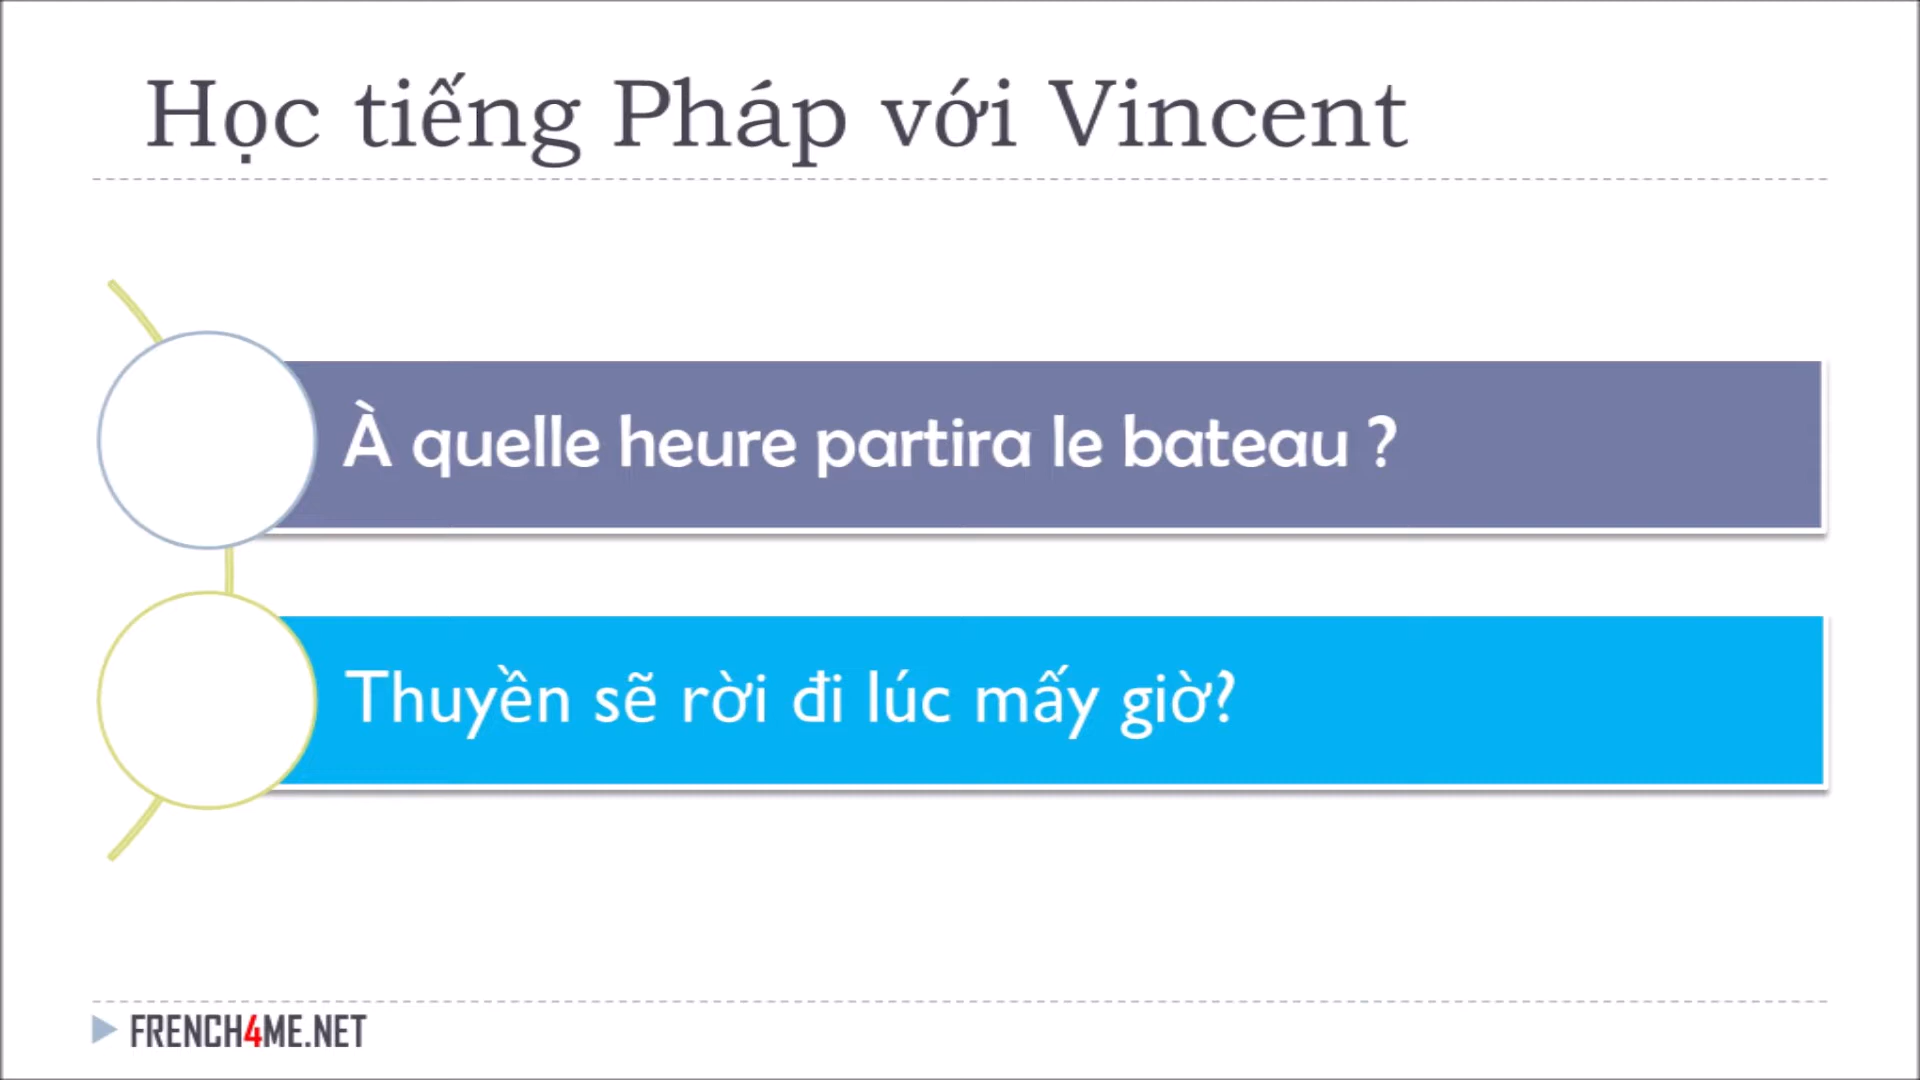 Học tiếng Pháp với Vincent
À quelle heure partira le bateau ?
Thuyền sẽ rời đi lúc mấy giờ?
FRENCH4ME.NET